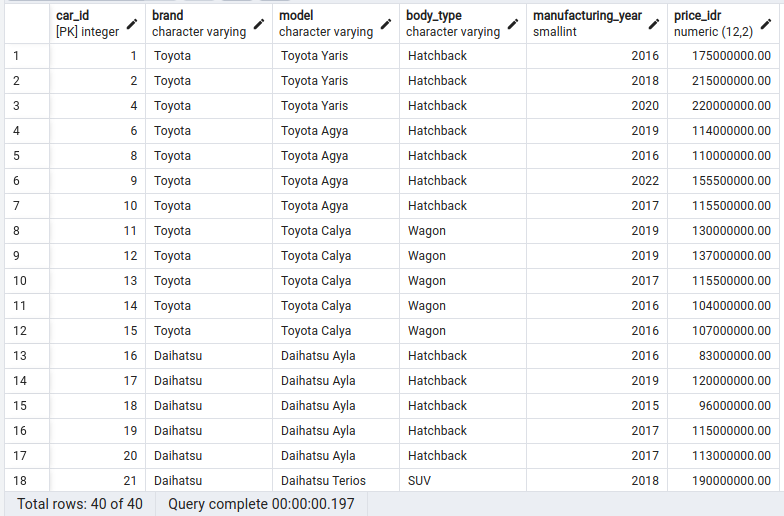 car_id brand model body_type manufacturing_year price_idr
[PK] integer character varying character varying character varying smallint numeric (12,2)
1 1 Toyota Toyota Yaris Hatchback 2016 175000000.00
2 2 Toyota Toyota Yaris Hatchback 2018 215000000.00
3 4 Toyota Toyota Yaris Hatchback 2020 220000000.00
4 6 Toyota Toyota Agya Hatchback 2019 114000000.00
5 8 Toyota Toyota Agya Hatchback 2016 110000000.00
6 9 Toyota Toyota Agya Hatchback 2022 155500000.00
7 10 Toyota Toyota Agya Hatchback 2017 115500000.00
8 11 Toyota Toyota Calya Wagon 2019 130000000.00
9 12 Toyota Toyota Calya Wagon 2019 137000000.00
10 13 Toyota Toyota Calya Wagon 2017 115500000.00
11 14 Toyota Toyota Calya Wagon 2016 104000000.00
12 15 Toyota Toyota Calya Wagon 2016 107000000.00
13 16 Daihatsu Daihatsu Ayla Hatchback 2016 83000000.00
14 17 Daihatsu Daihatsu Ayla Hatchback 2019 120000000.00
15 18 Daihatsu Daihatsu Ayla Hatchback 2015 96000000.00
16 19 Daihatsu Daihatsu Ayla Hatchback 2017 115000000.00
17 20 Daihatsu Daihatsu Ayla Hatchback 2017 113000000.00
18 21 Daihatsu Daihatsu Terios SUV 2018 190000000.00
Total rows: 40 of 40 Query complete 00:00:00.197